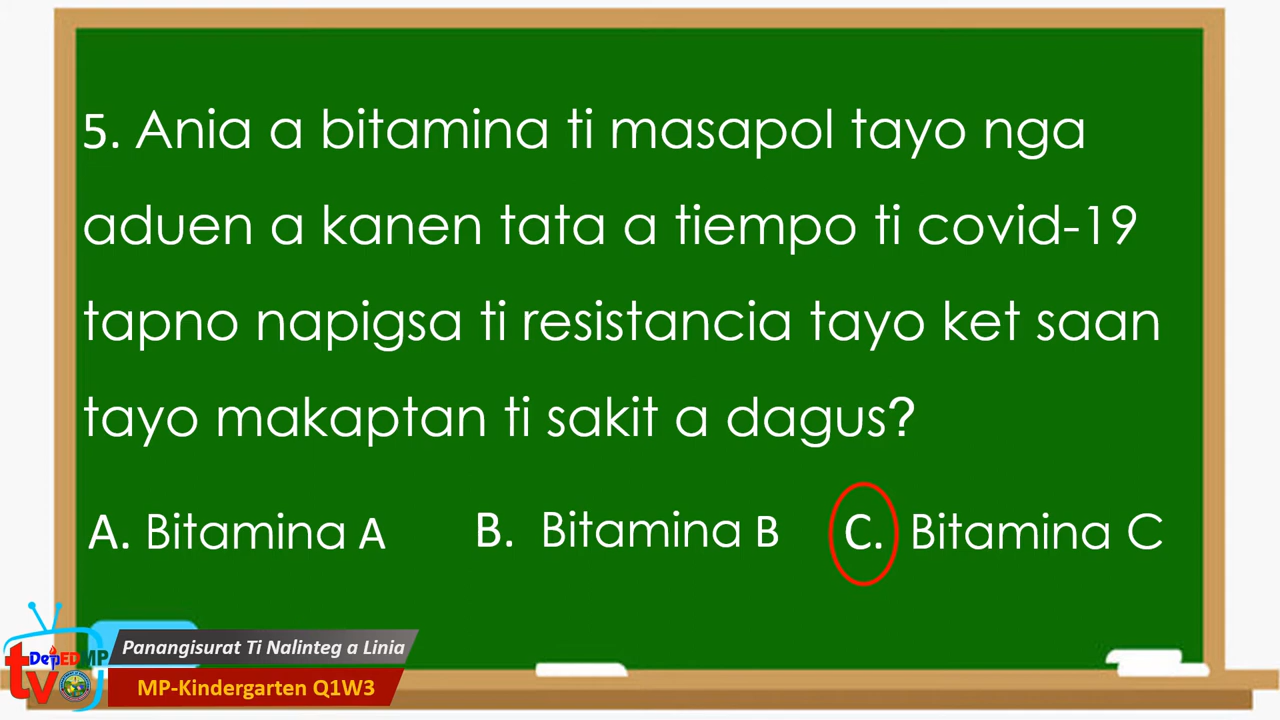 5. Ania a bitamina ti masapol tayo nga
aduen a kanen tata a tiempo ti covid-19
tapno napigsa ti resistancia tayo ket saan
tayo makaptan ti sakit a dagus?
A. Bitamina A
B. Bitamina B
C. Bitamina C
DepED MP
tv
Panangisurat Ti Nalinteg a Linia
MP-Kindergarten Q1W3